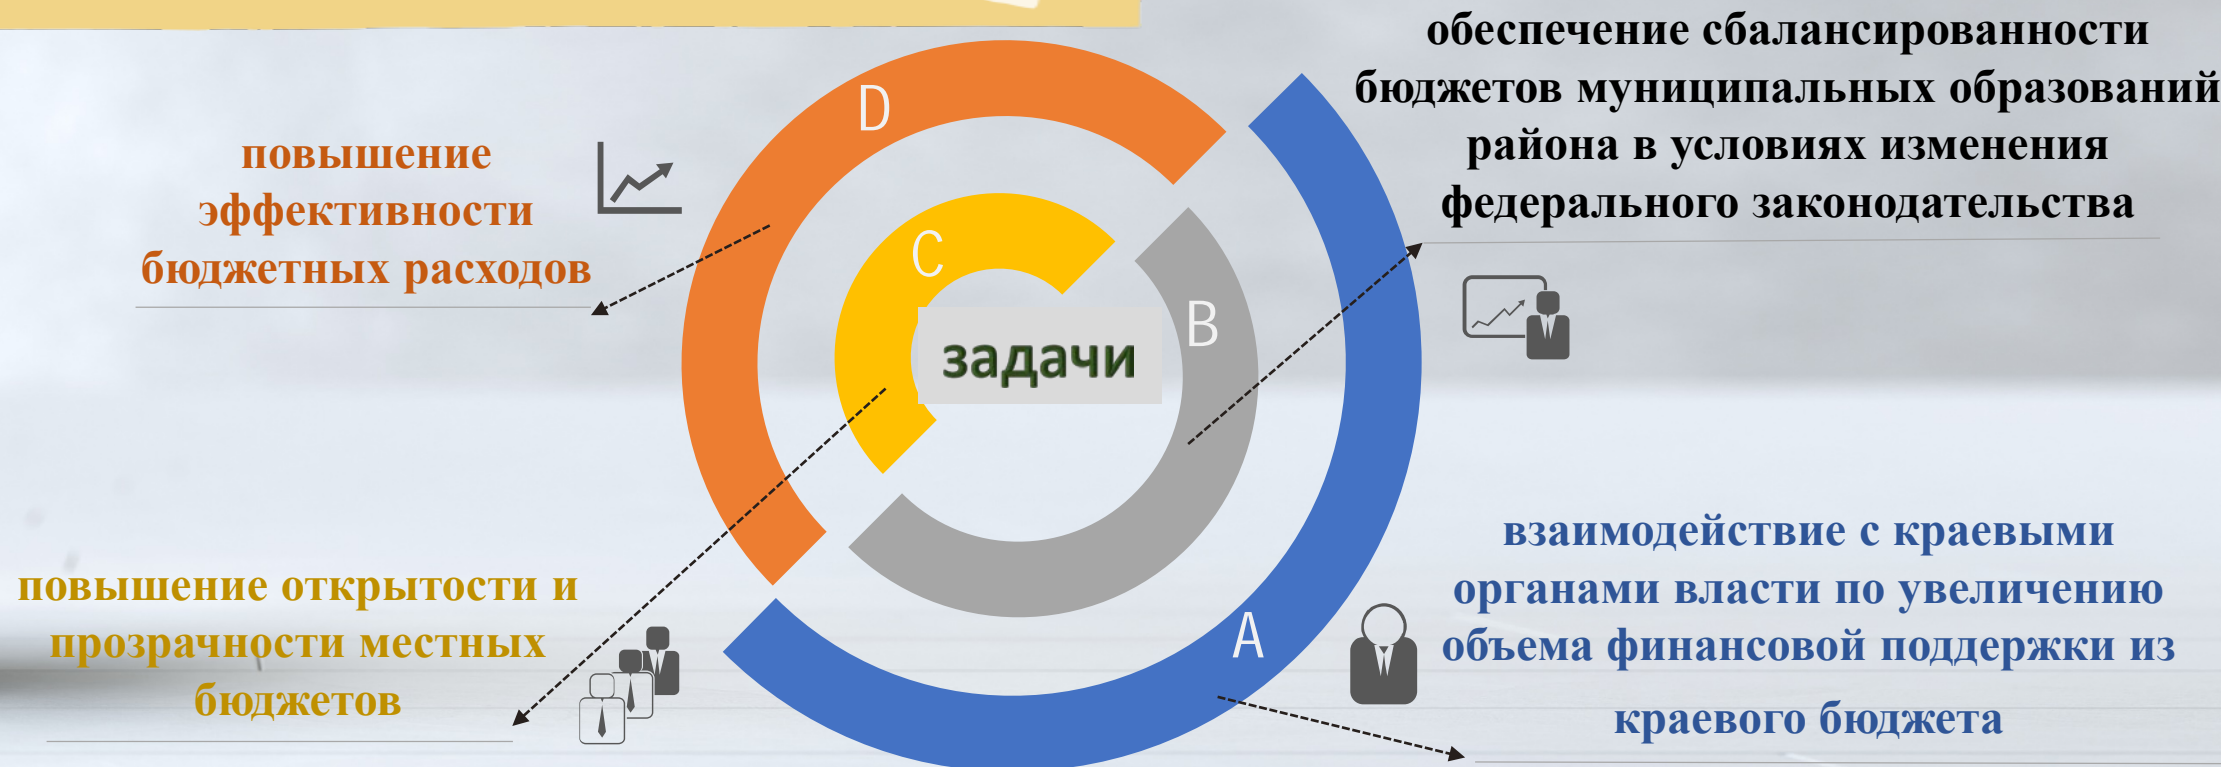 обеспечение сбалансированности
бюджетов муниципальных образований
района в условиях изменения
федерального законодательства
D
повышение
эффективности
бюджетных расходов
C
B
задачи
взаимодействие с краевыми
органами власти по увеличению
объема финансовой поддержки из
краевого бюджета
A
повышение открытости и
прозрачности местных
бюджетов